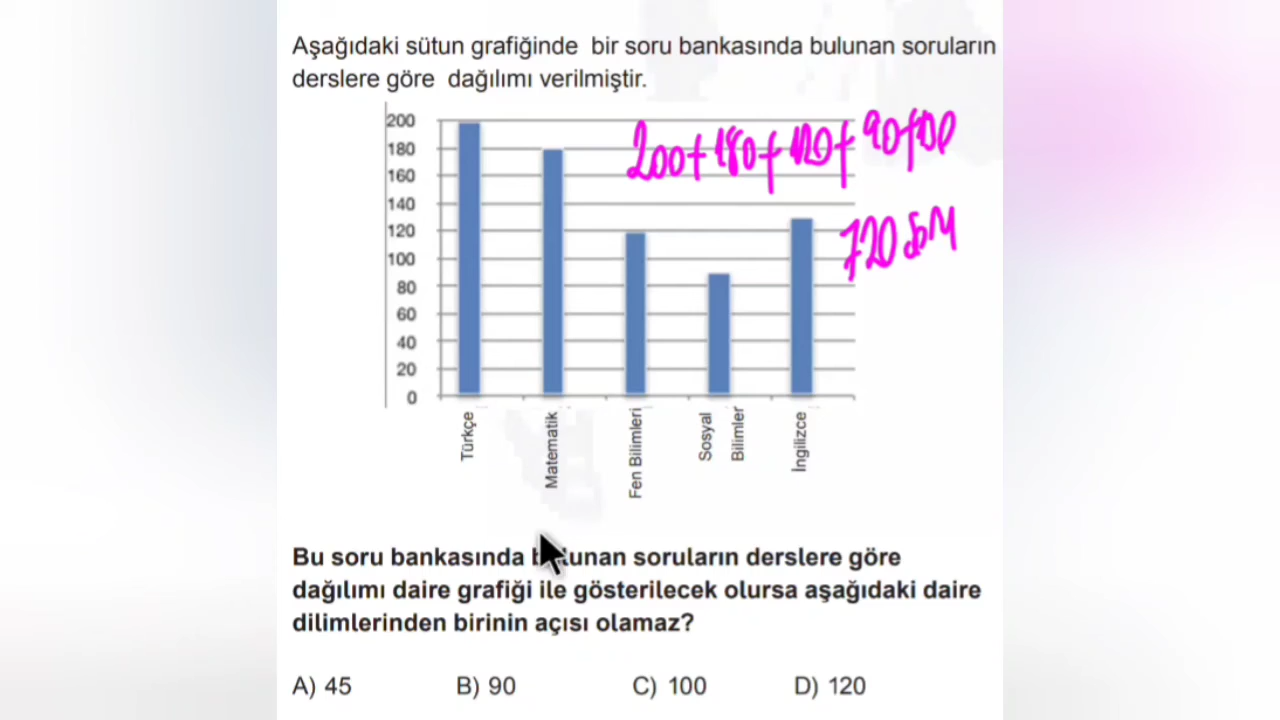 Aşağıdaki sütun grafiğinde bir soru bankasında bulunan soruların
derslere göre dağılımı verilmiştir.
200
180
160
140
120
100
80
60
40
20
0
200+180+120+90+130
720 soru
Türkçe
Matematik
Fen Bilimleri
Sosyal
Bilimler
İngilizce
Bu soru bankasında bulunan soruların derslere göre
dağılımı daire grafiği ile gösterilecek olursa aşağıdaki daire
dilimlerinden birinin açısı olamaz?
A) 45 B) 90 C) 100 D) 120